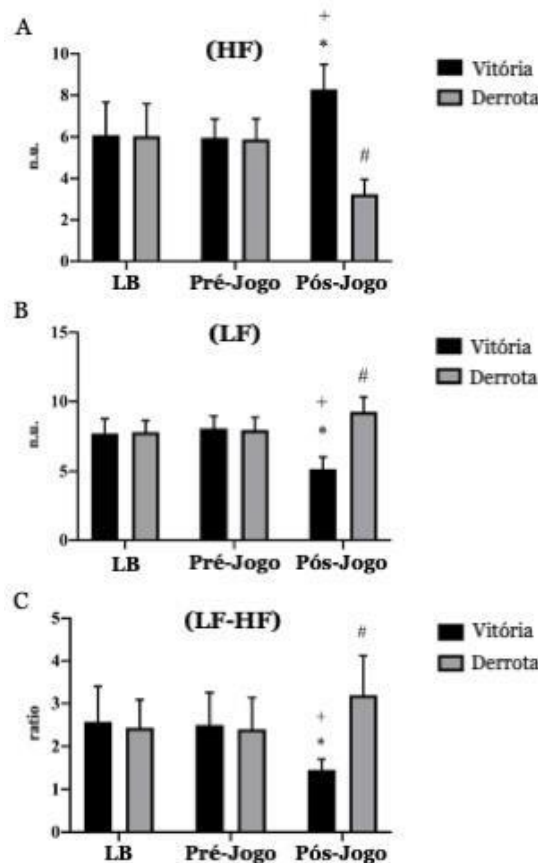 A
(HF)
Vitória
Derrota
n.u.
10
8
6
4
2
0
+
*
#
LB
Pré-Jogo
Pós-Jogo
B
(LF)
Vitória
Derrota
n.u.
15
10
5
0
+
*
#
LB
Pré-Jogo
Pós-Jogo
C
(LF-HF)
Vitória
Derrota
ratio
5
4
3
2
1
0
+
*
#
LB
Pré-Jogo
Pós-Jogo